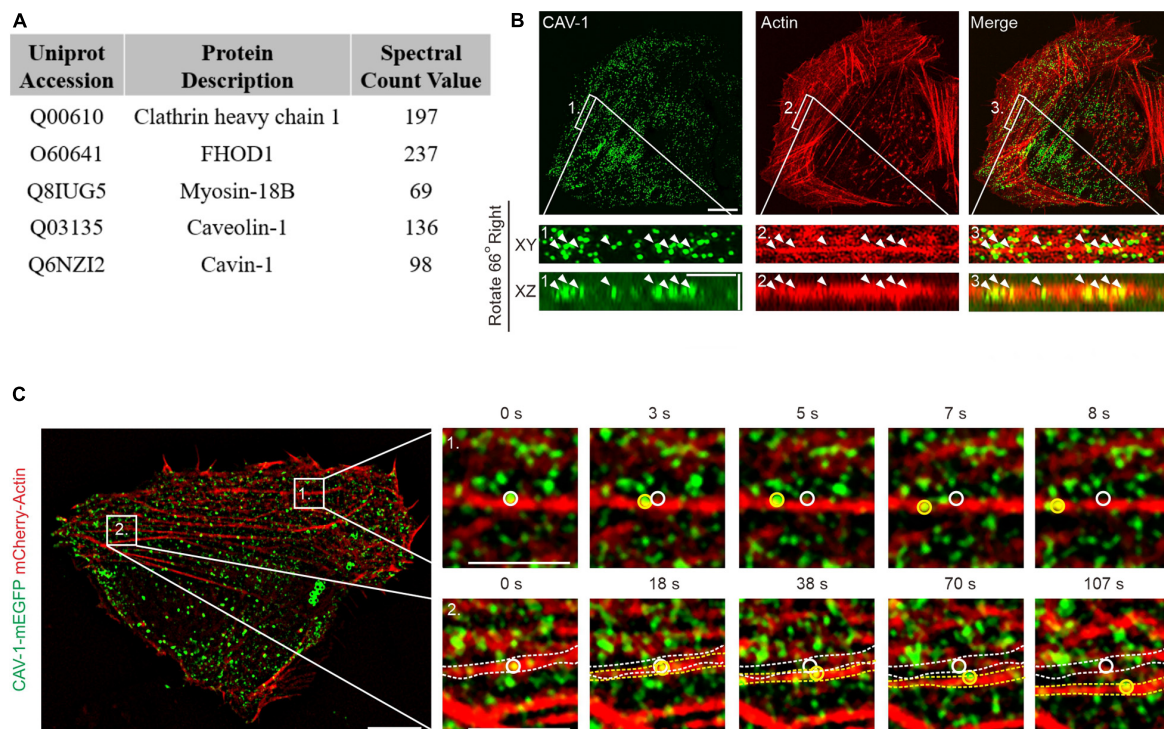 A
Uniprot Accession Protein Description Spectral Count Value
Q00610 Clathrin heavy chain 1 197
O60641 FHOD1 237
Q8IUG5 Myosin-18B 69
Q03135 Caveolin-1 136
Q6NZI2 Cavin-1 98
B
CAV-1 Actin Merge
1. 2. 3.
Rotate 66° Right
XY 1. 2. 3.
XZ 1. 2. 3.
C
CAV-1-mEGFP mCherry-Actin
1.
2.
0 s 3 s 5 s 7 s 8 s
1.
0 s 18 s 38 s 70 s 107 s
2.